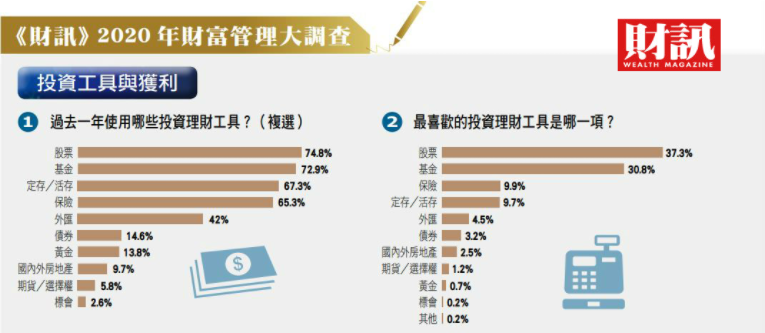 《財訊》2020 年財富管理大調查
財訊
WEALTH MAGAZINE
投資工具與獲利
1 過去一年使用哪些投資理財工具？（複選）
股票 74.8%
基金 72.9%
定存／活存 67.3%
保險 65.3%
外匯 42%
債券 14.6%
黃金 13.8%
國內外房地產 9.7%
期貨／選擇權 5.8%
標會 2.6%
$
2 最喜歡的投資理財工具是哪一項？
股票 37.3%
基金 30.8%
保險 9.9%
定存／活存 9.7%
外匯 4.5%
債券 3.2%
國內外房地產 2.5%
期貨／選擇權 1.2%
黃金 0.7%
標會 0.2%
其他 0.2%